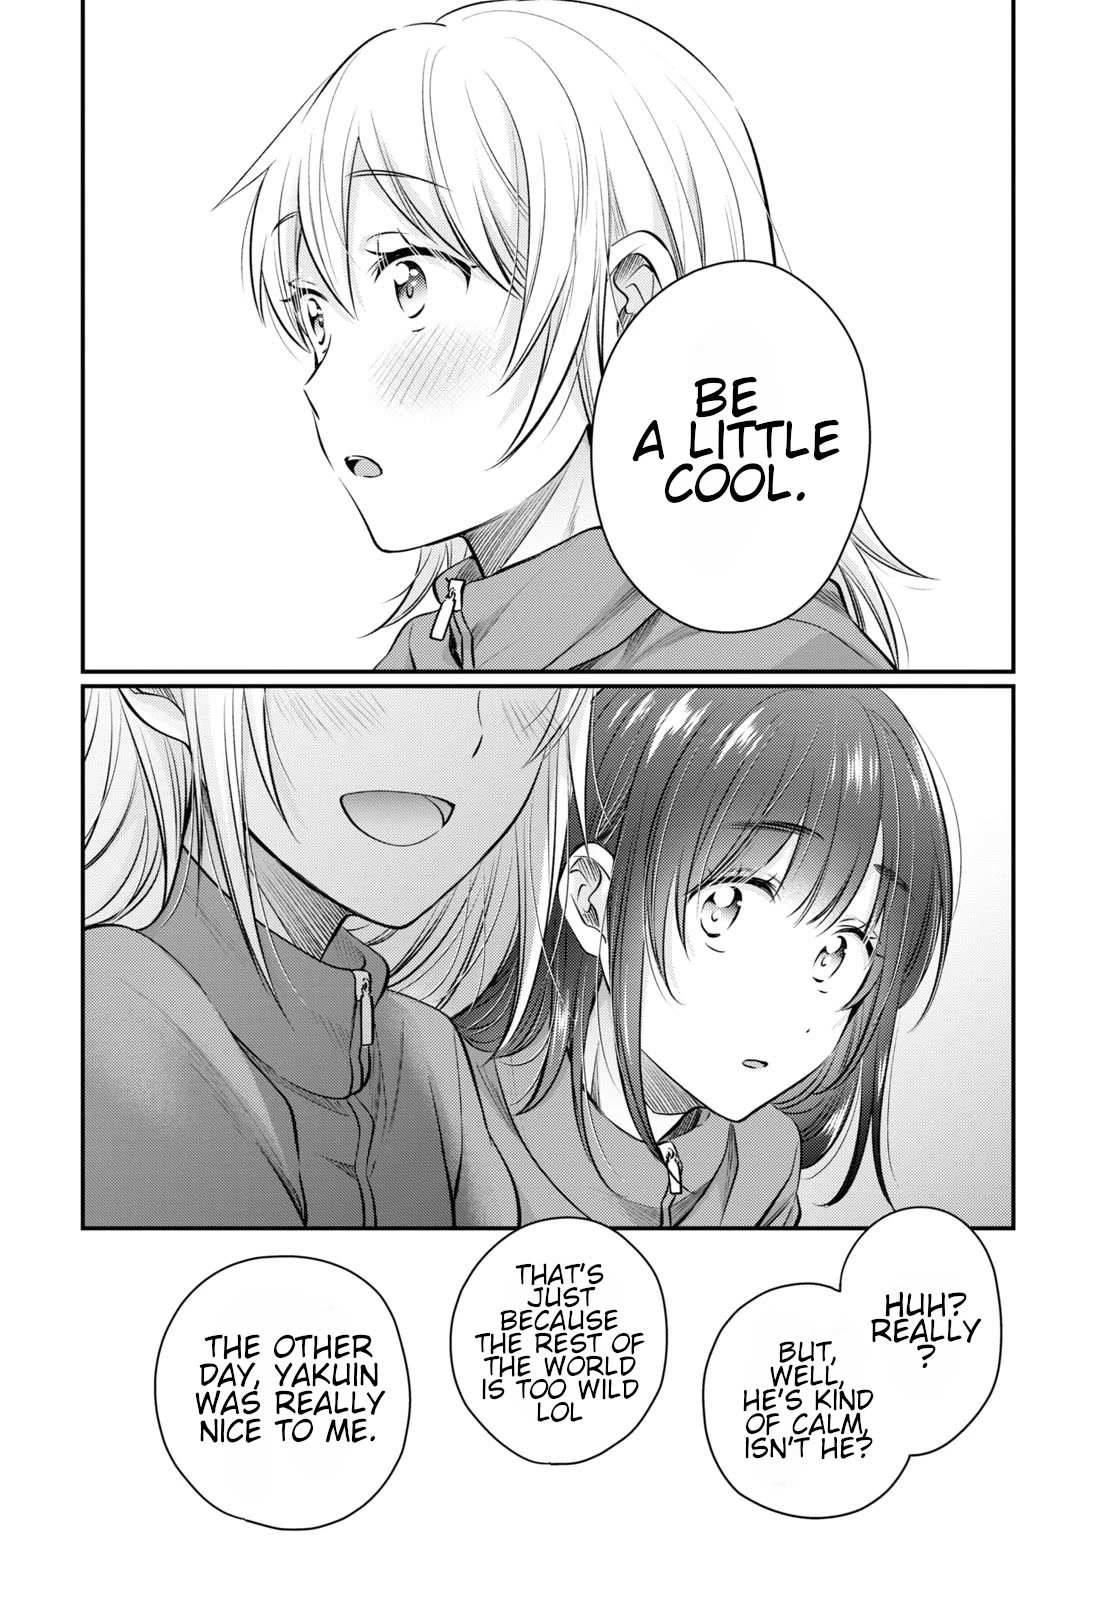 BE
A LITTLE
COOL.
HUH?
REALLY
?
BUT,
WELL,
HE'S KIND
OF CALM,
ISN'T HE?
THAT'S
JUST
BECAUSE
THE REST OF
THE WORLD
IS TOO WILD
LOL
THE OTHER
DAY, YAKUIN
WAS REALLY
NICE TO ME.